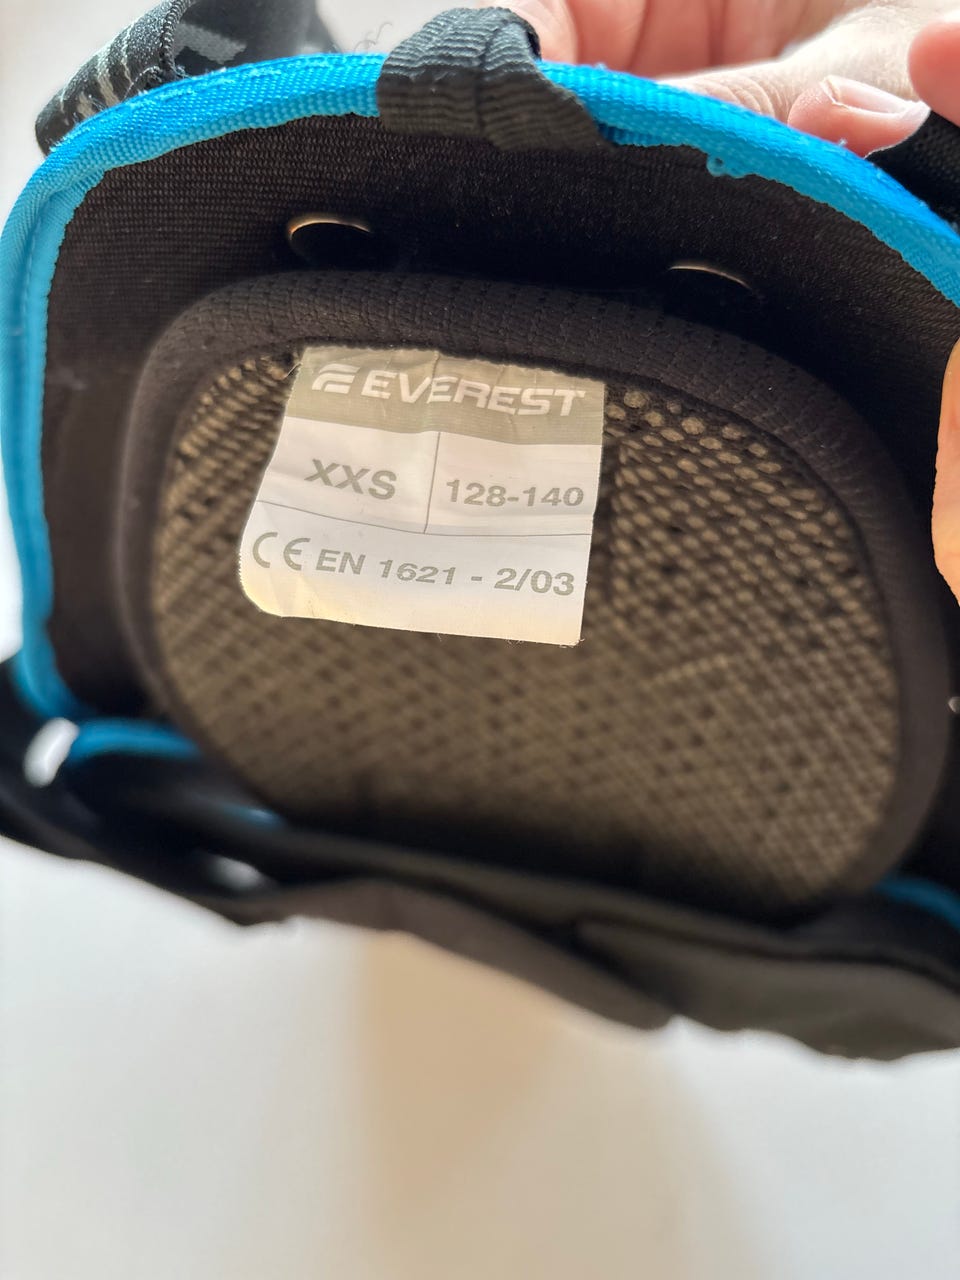 EVEREST
XXS 128-140
CE EN 1621 - 2/03